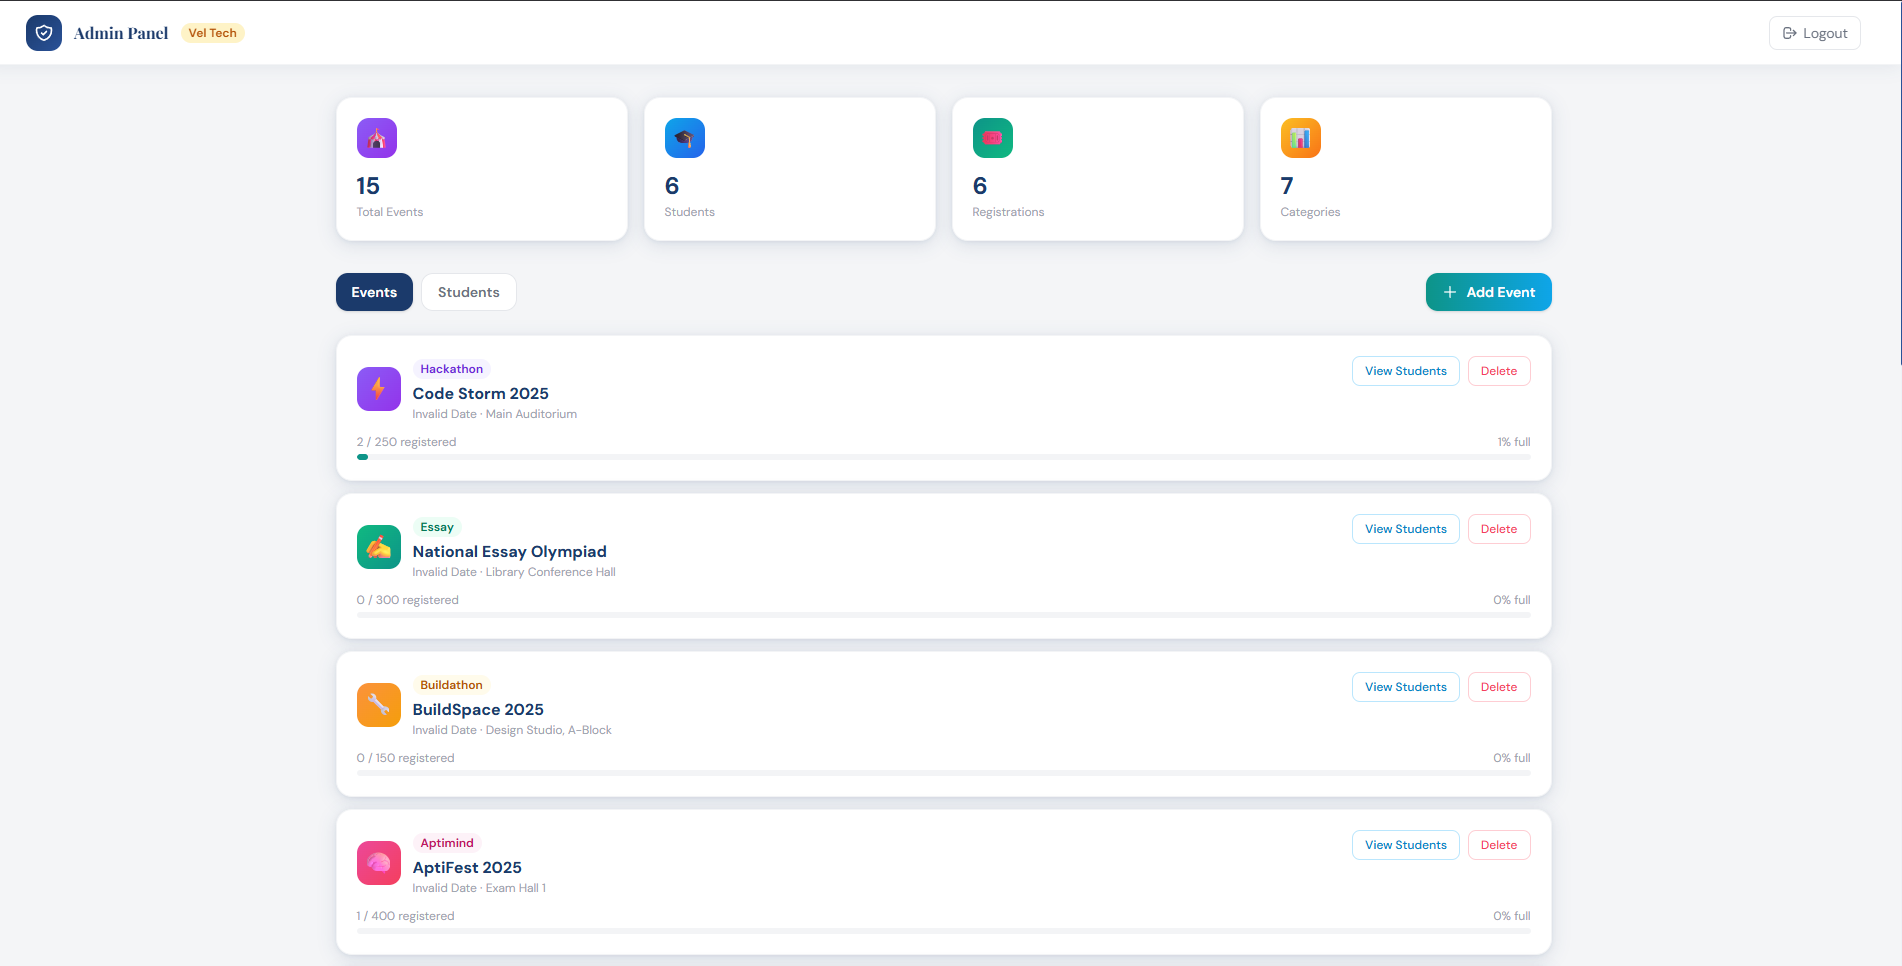 Admin Panel Vel Tech Logout
15
Total Events
6
Students
6
Registrations
7
Categories
Events Students + Add Event
Hackathon
Code Storm 2025
Invalid Date · Main Auditorium
View Students Delete
2 / 250 registered 1% full
Essay
National Essay Olympiad
Invalid Date · Library Conference Hall
View Students Delete
0 / 300 registered 0% full
Buildathon
BuildSpace 2025
Invalid Date · Design Studio, A-Block
View Students Delete
0 / 150 registered 0% full
Aptimind
AptiFest 2025
Invalid Date · Exam Hall 1
View Students Delete
1 / 400 registered 0% full